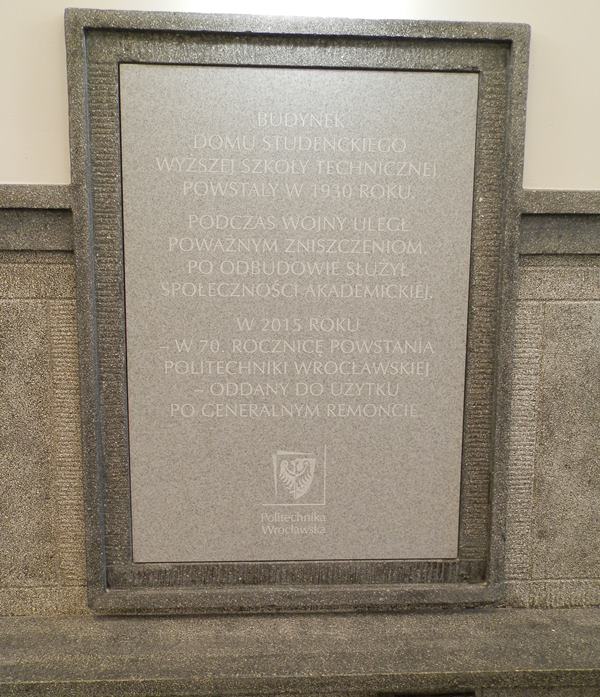 BUDYNEK
DOMU STUDENCKIEGO
WYŻSZEJ SZKOŁY TECHNICZNEJ
POWSTAŁY W 1930 ROKU.
PODCZAS WOJNY ULEGŁ
POWAŻNYM ZNISZCZENIOM.
PO ODBUDOWIE SŁUŻYŁ
SPOŁECZNOŚCI AKADEMICKIEJ.
W 2015 ROKU
– W 70. ROCZNICĘ POWSTANIA
POLITECHNIKI WROCŁAWSKIEJ
– ODDANY DO UŻYTKU
PO GENERALNYM REMONCIE.
Politechnika
Wrocławska